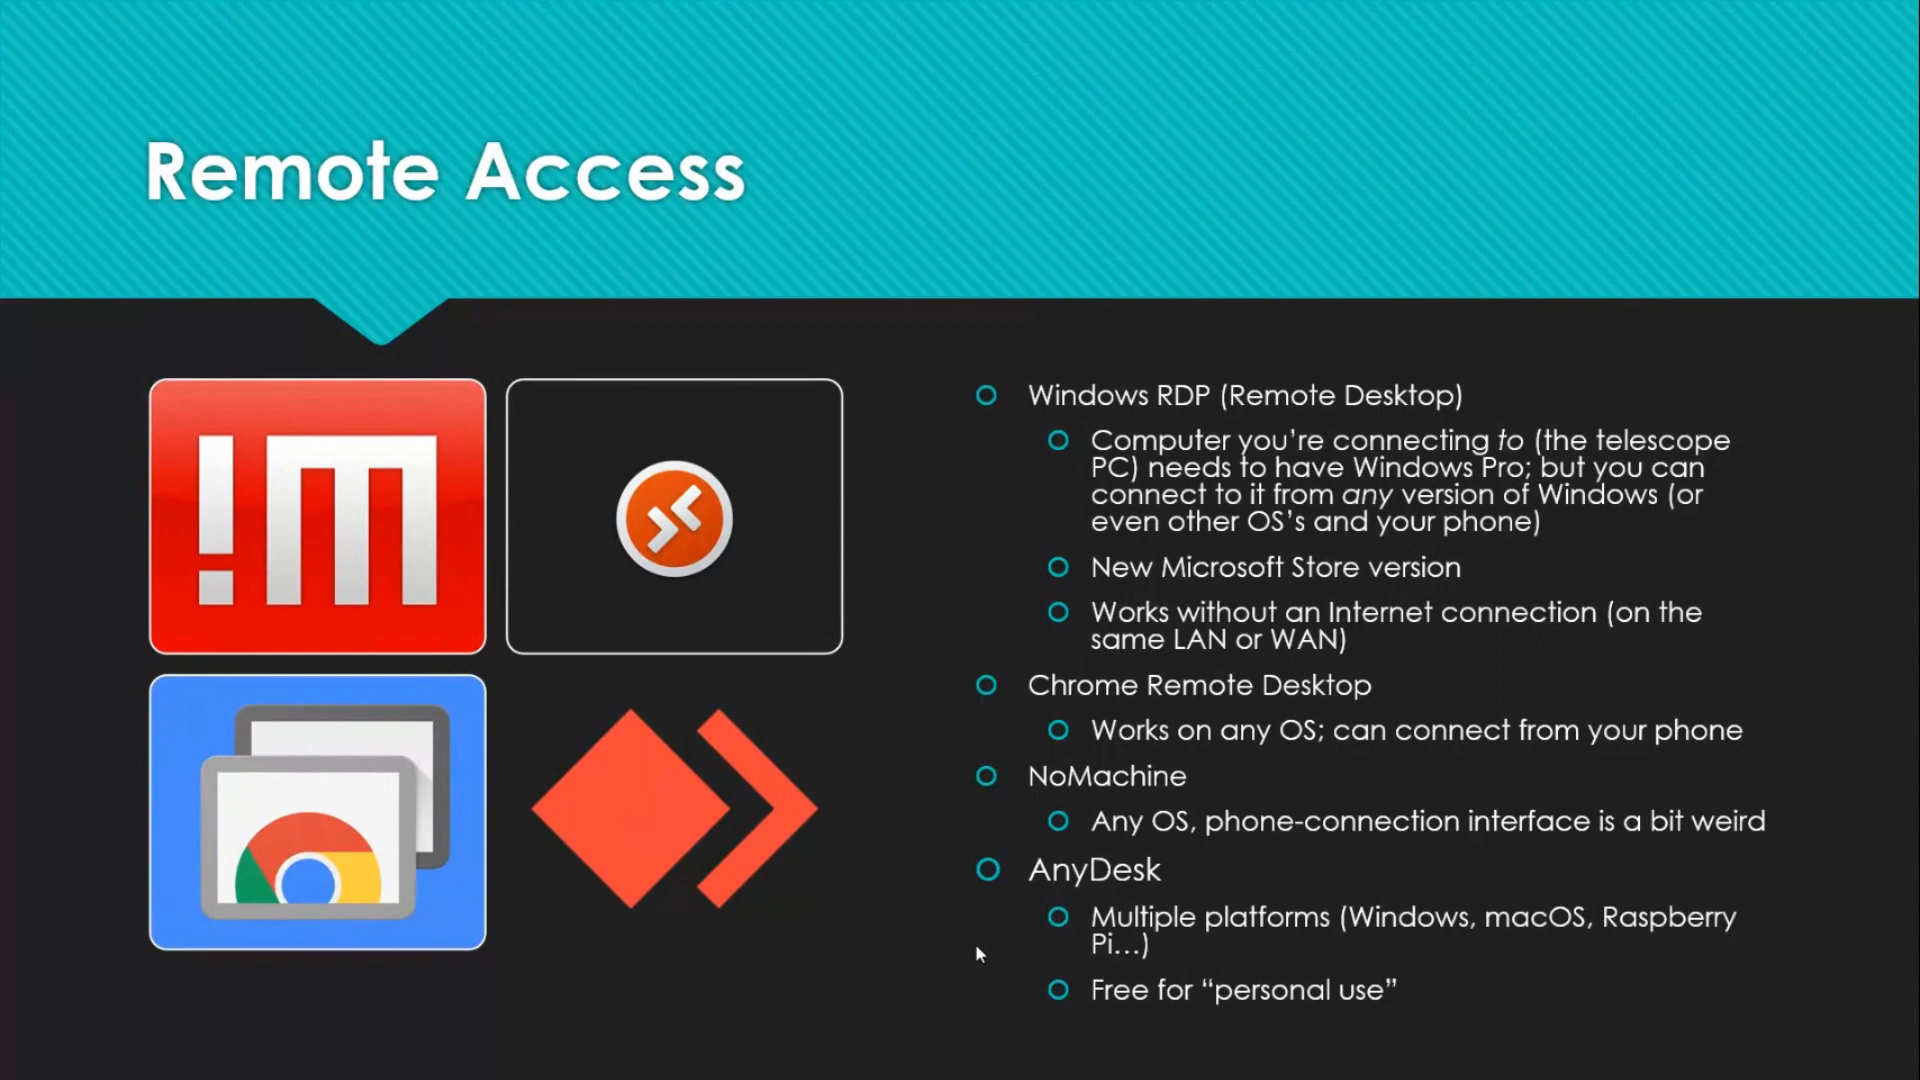 Remote Access
!M
Windows RDP (Remote Desktop)
Computer you’re connecting to (the telescope
PC) needs to have Windows Pro; but you can
connect to it from any version of Windows (or
even other OS’s and your phone)
New Microsoft Store version
Works without an Internet connection (on the
same LAN or WAN)
Chrome Remote Desktop
Works on any OS; can connect from your phone
NoMachine
Any OS, phone-connection interface is a bit weird
AnyDesk
Multiple platforms (Windows, macOS, Raspberry
Pi…)
Free for “personal use”